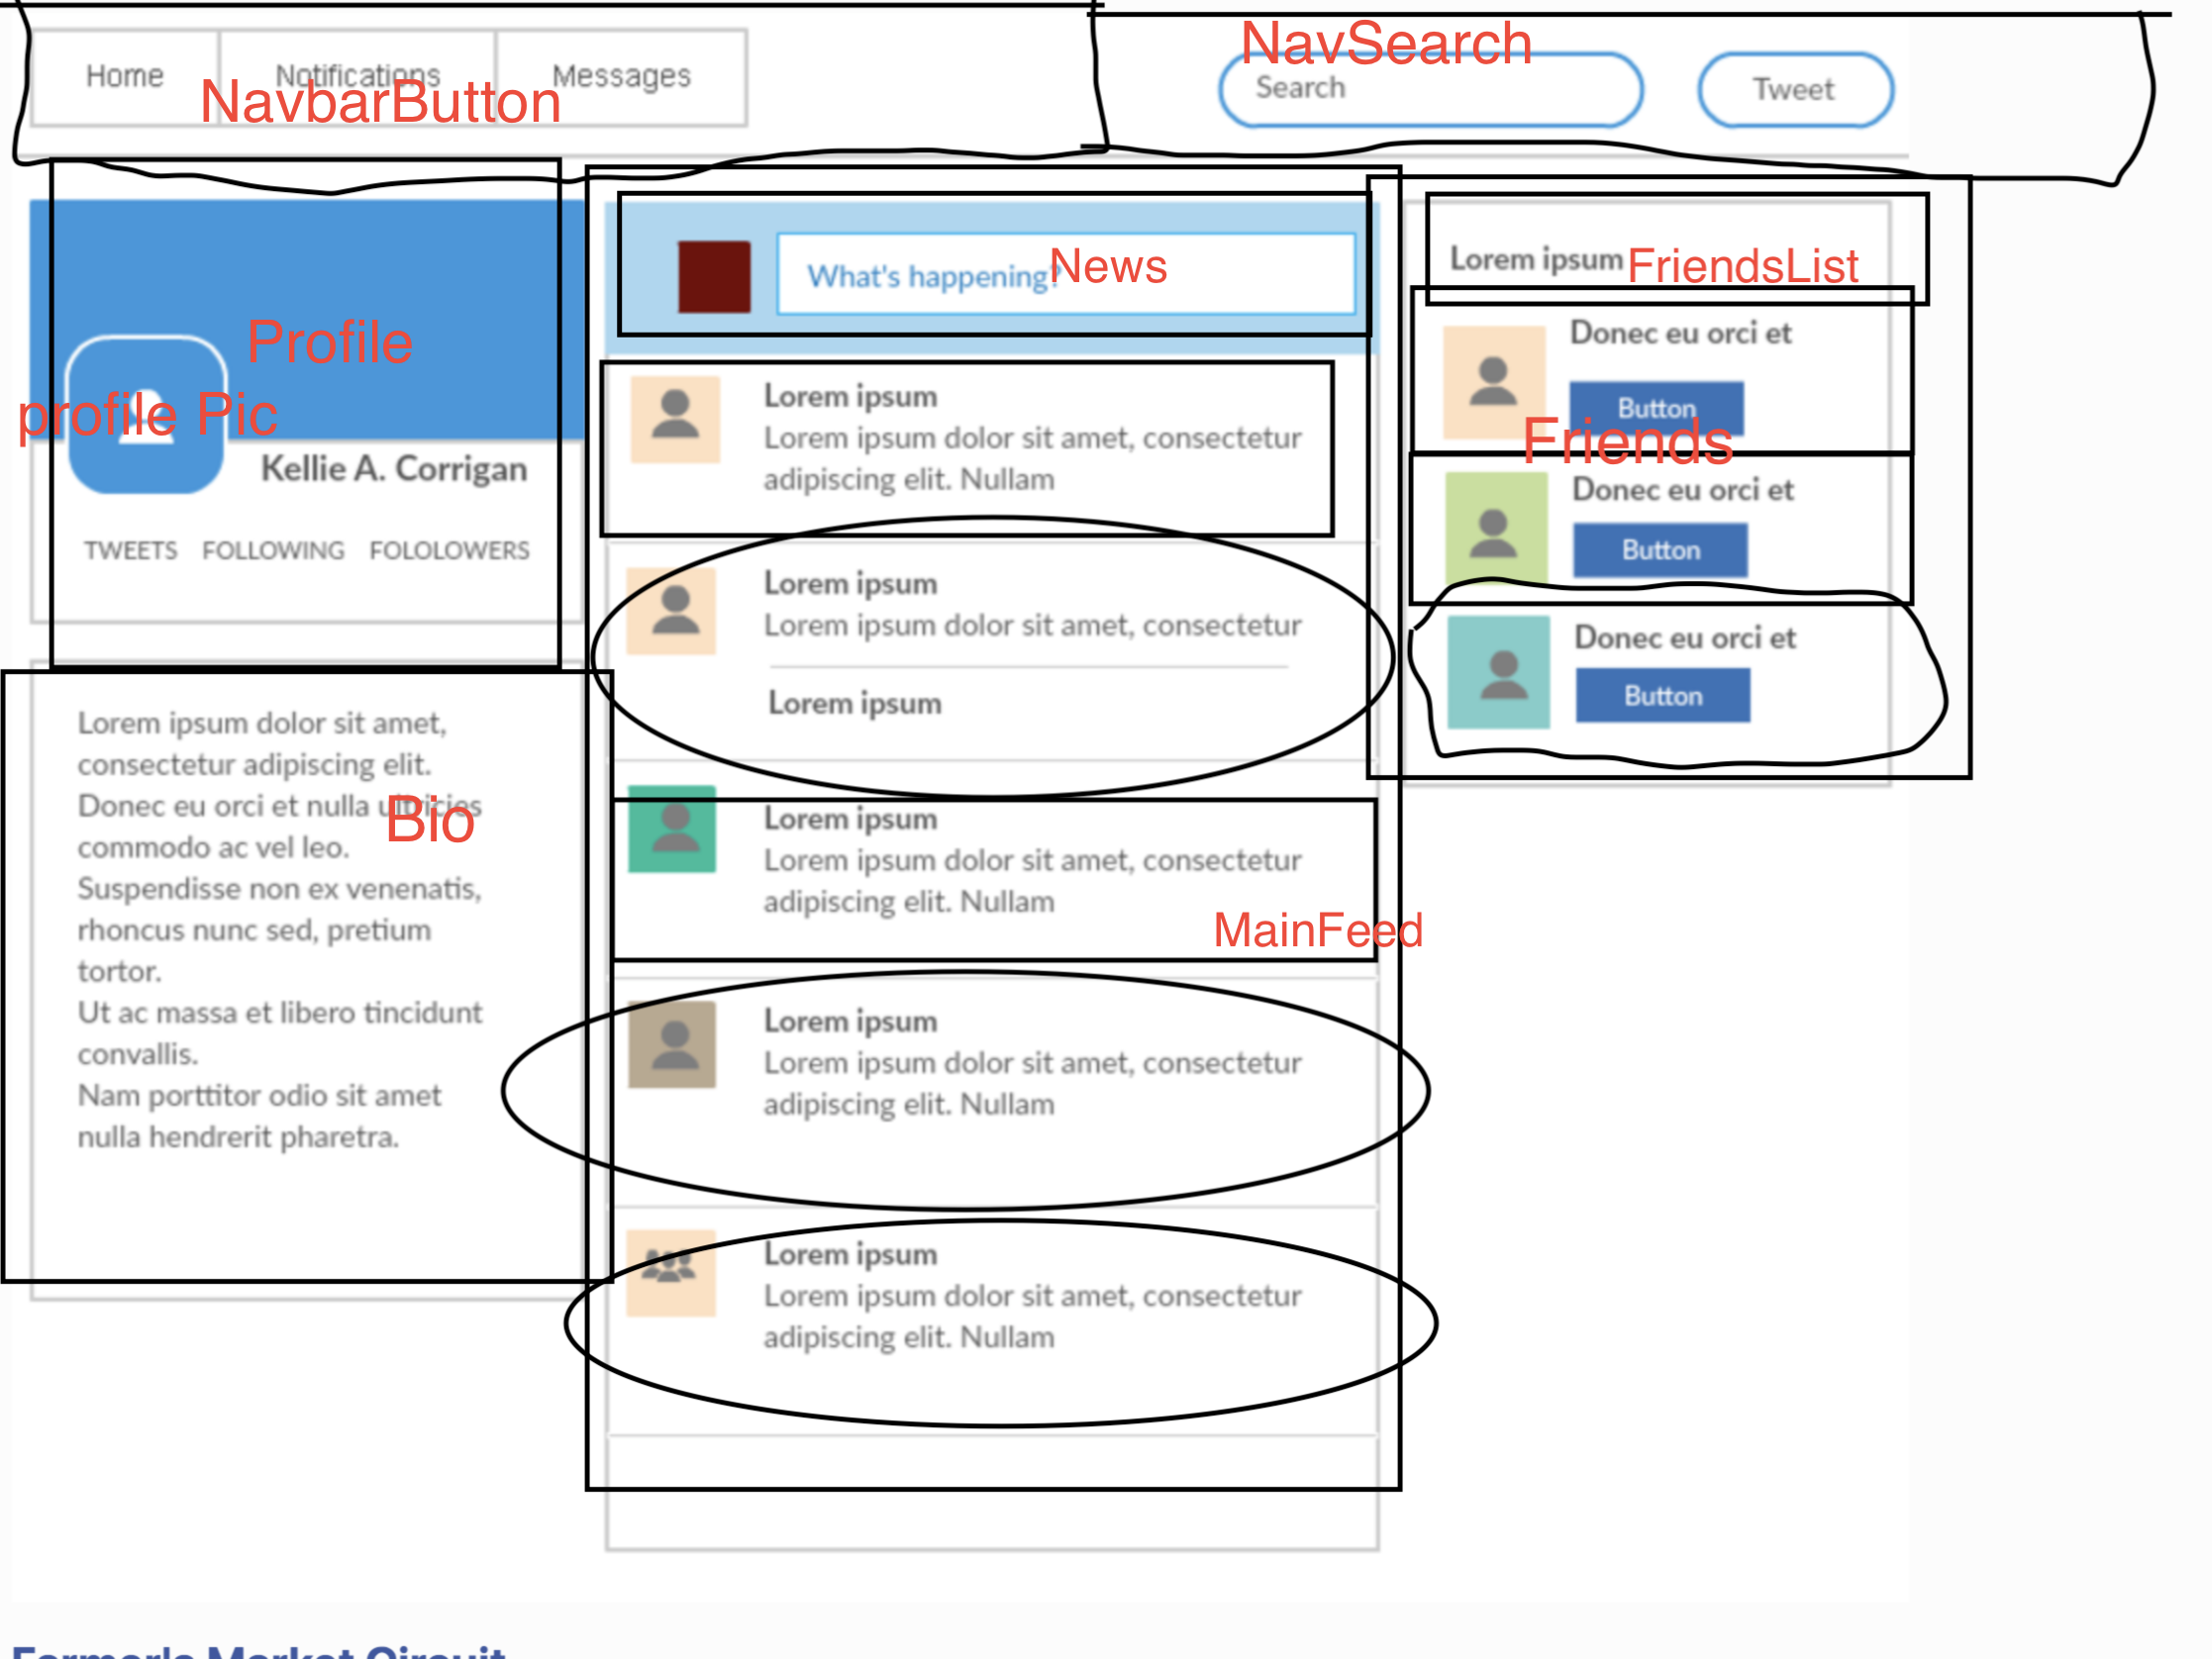 NavSearch
Home Notifications Messages
NavbarButton
Search Tweet
Profile
profile Pic
Kellie A. Corrigan
TWEETS FOLLOWING FOLOLOWERS
Lorem ipsum dolor sit amet,
consectetur adipiscing elit.
Donec eu orci et nulla ultricies
Bio
commodo ac vel leo.
Suspendisse non ex venenatis,
rhoncus nunc sed, pretium
tortor.
Ut ac massa et libero tincidunt
convallis.
Nam porttitor odio sit amet
nulla hendrerit pharetra.
What's happening?
News
Lorem ipsum
Lorem ipsum dolor sit amet, consectetur
adipiscing elit. Nullam
Lorem ipsum
Lorem ipsum dolor sit amet, consectetur
Lorem ipsum
Lorem ipsum
Lorem ipsum dolor sit amet, consectetur
adipiscing elit. Nullam
MainFeed
Lorem ipsum
Lorem ipsum dolor sit amet, consectetur
adipiscing elit. Nullam
Lorem ipsum
Lorem ipsum dolor sit amet, consectetur
adipiscing elit. Nullam
Lorem ipsum
FriendsList
Donec eu orci et
Button
Friends
Donec eu orci et
Button
Donec eu orci et
Button
Market Circuit